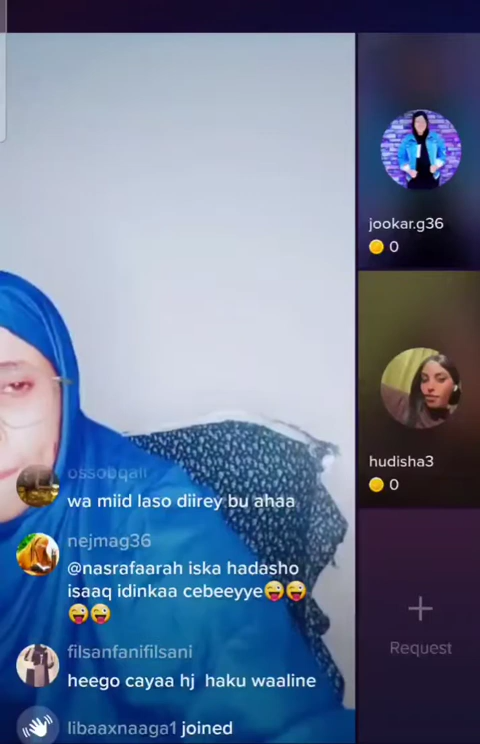 jookar.g36
0
hudisha3
0
Request
ossobqali
wa miid laso diirey bu ahaa
nejmag36
@nasrafaarah iska hadasho
isaaq idinkaa cebeeyye😜😜
😜😜
filsanfanifilsani
heego cayaa hj haku waaline
libaaxnaaga1 joined